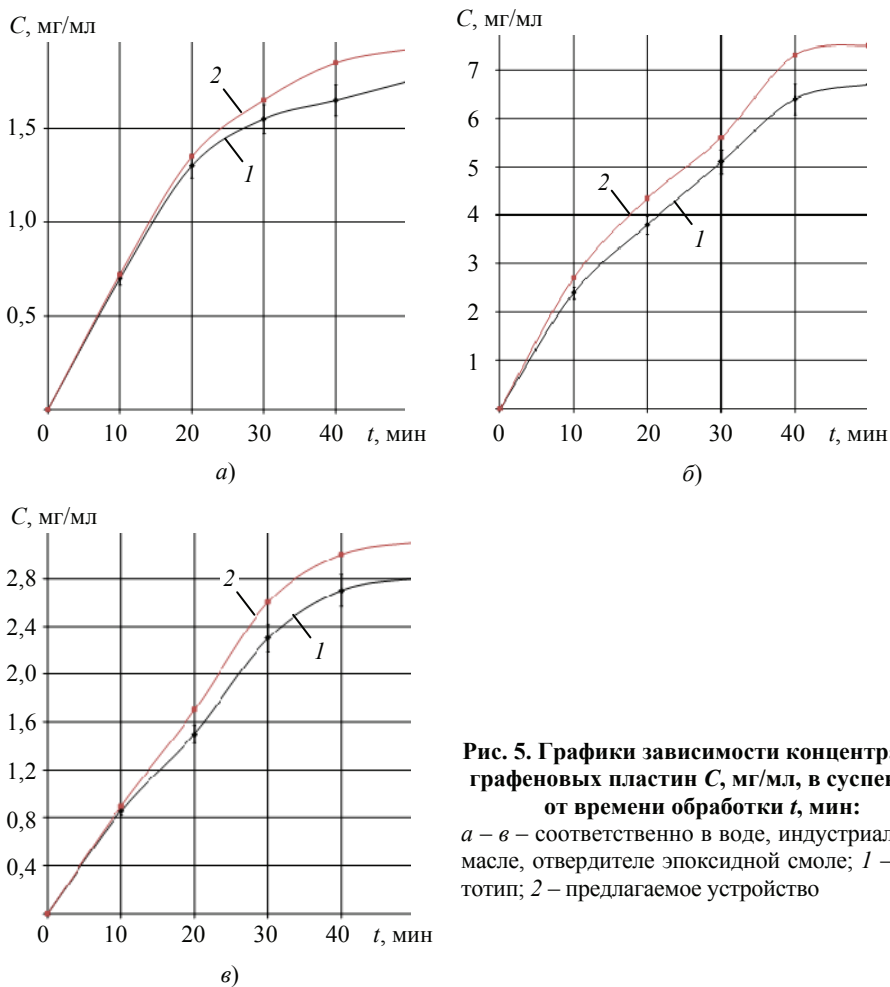 C, мг/мл
2
1,5
1
1,0
0,5
0 10 20 30 40 t, мин
а)
C, мг/мл
7
6
5
2
4
1
3
2
1
0 10 20 30 40 t, мин
б)
C, мг/мл
2,8
2
2,4
1
2,0
1,6
1,2
0,8
0,4
0 10 20 30 40 t, мин
в)
Рис. 5. Графики зависимости концентра
графеновых пластин C, мг/мл, в суспен
от времени обработки t, мин:
а – в – соответственно в воде, индустриал
масле, отвердителе эпоксидной смоле; 1 –
тотип; 2 – предлагаемое устройство